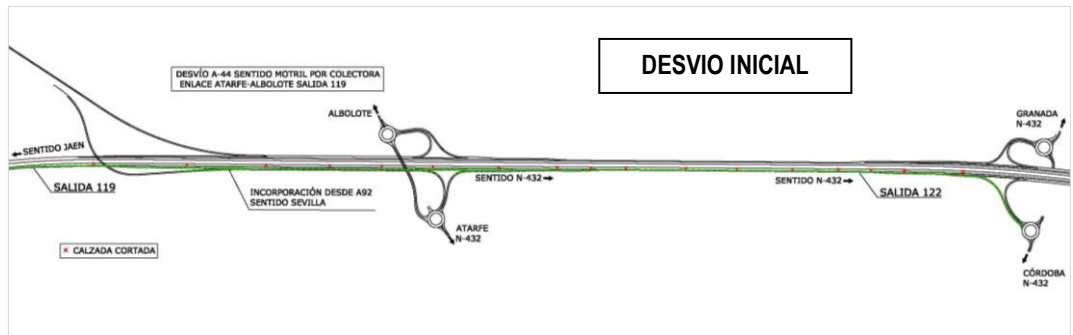 DESVIO INICIAL
DESVÍO A-44 SENTIDO MOTRIL POR COLECTORA
ENLACE ATARFE-ALBOLOTE SALIDA 119
ALBOLOTE
GRANADA
N-432
SENTIDO JAEN
SENTIDO N-432
SENTIDO N-432
SALIDA 119
INCORPORACIÓN DESDE A92
SENTIDO SEVILLA
SALIDA 122
ATARFE
N-432
CALZADA CORTADA
CÓRDOBA
N-432